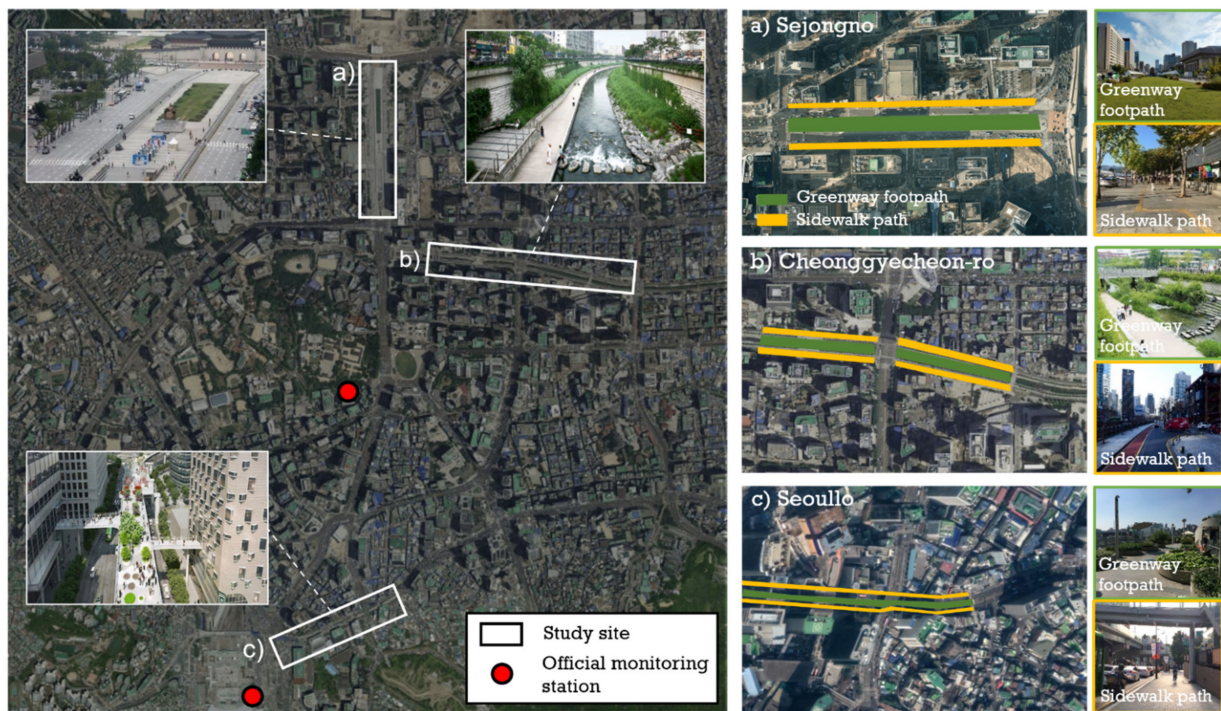 a)
b)
c)
Study site
Official monitoring
station
a) Sejongno
Greenway footpath
Sidewalk path
Greenway
footpath
Sidewalk path
b) Cheonggyecheon-ro
Greenway
footpath
Sidewalk path
c) Seoullo
Greenway
footpath
Sidewalk path